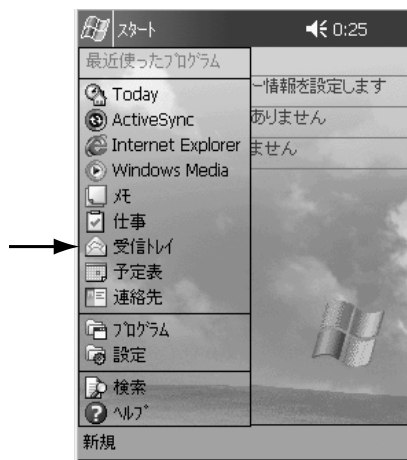 スタート 0:25
最近使ったプログラム
Today
ー情報を設定します
ActiveSync
ありません
Internet Explorer
ません
Windows Media
メモ
仕事
受信トレイ
予定表
連絡先
プログラム
設定
検索
ヘルプ
新規